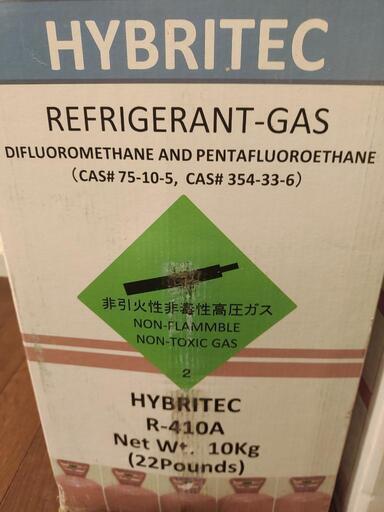 HYBRITEC
REFRIGERANT-GAS
DIFLUOROMETHANE AND PENTAFLUOROETHANE
(CAS# 75-10-5, CAS# 354-33-6)
非引火性非毒性高圧ガス
NON-FLAMMBLE
NON-TOXIC GAS
2
HYBRITEC
R-410A
Net Wt. 10Kg
(22Pounds)